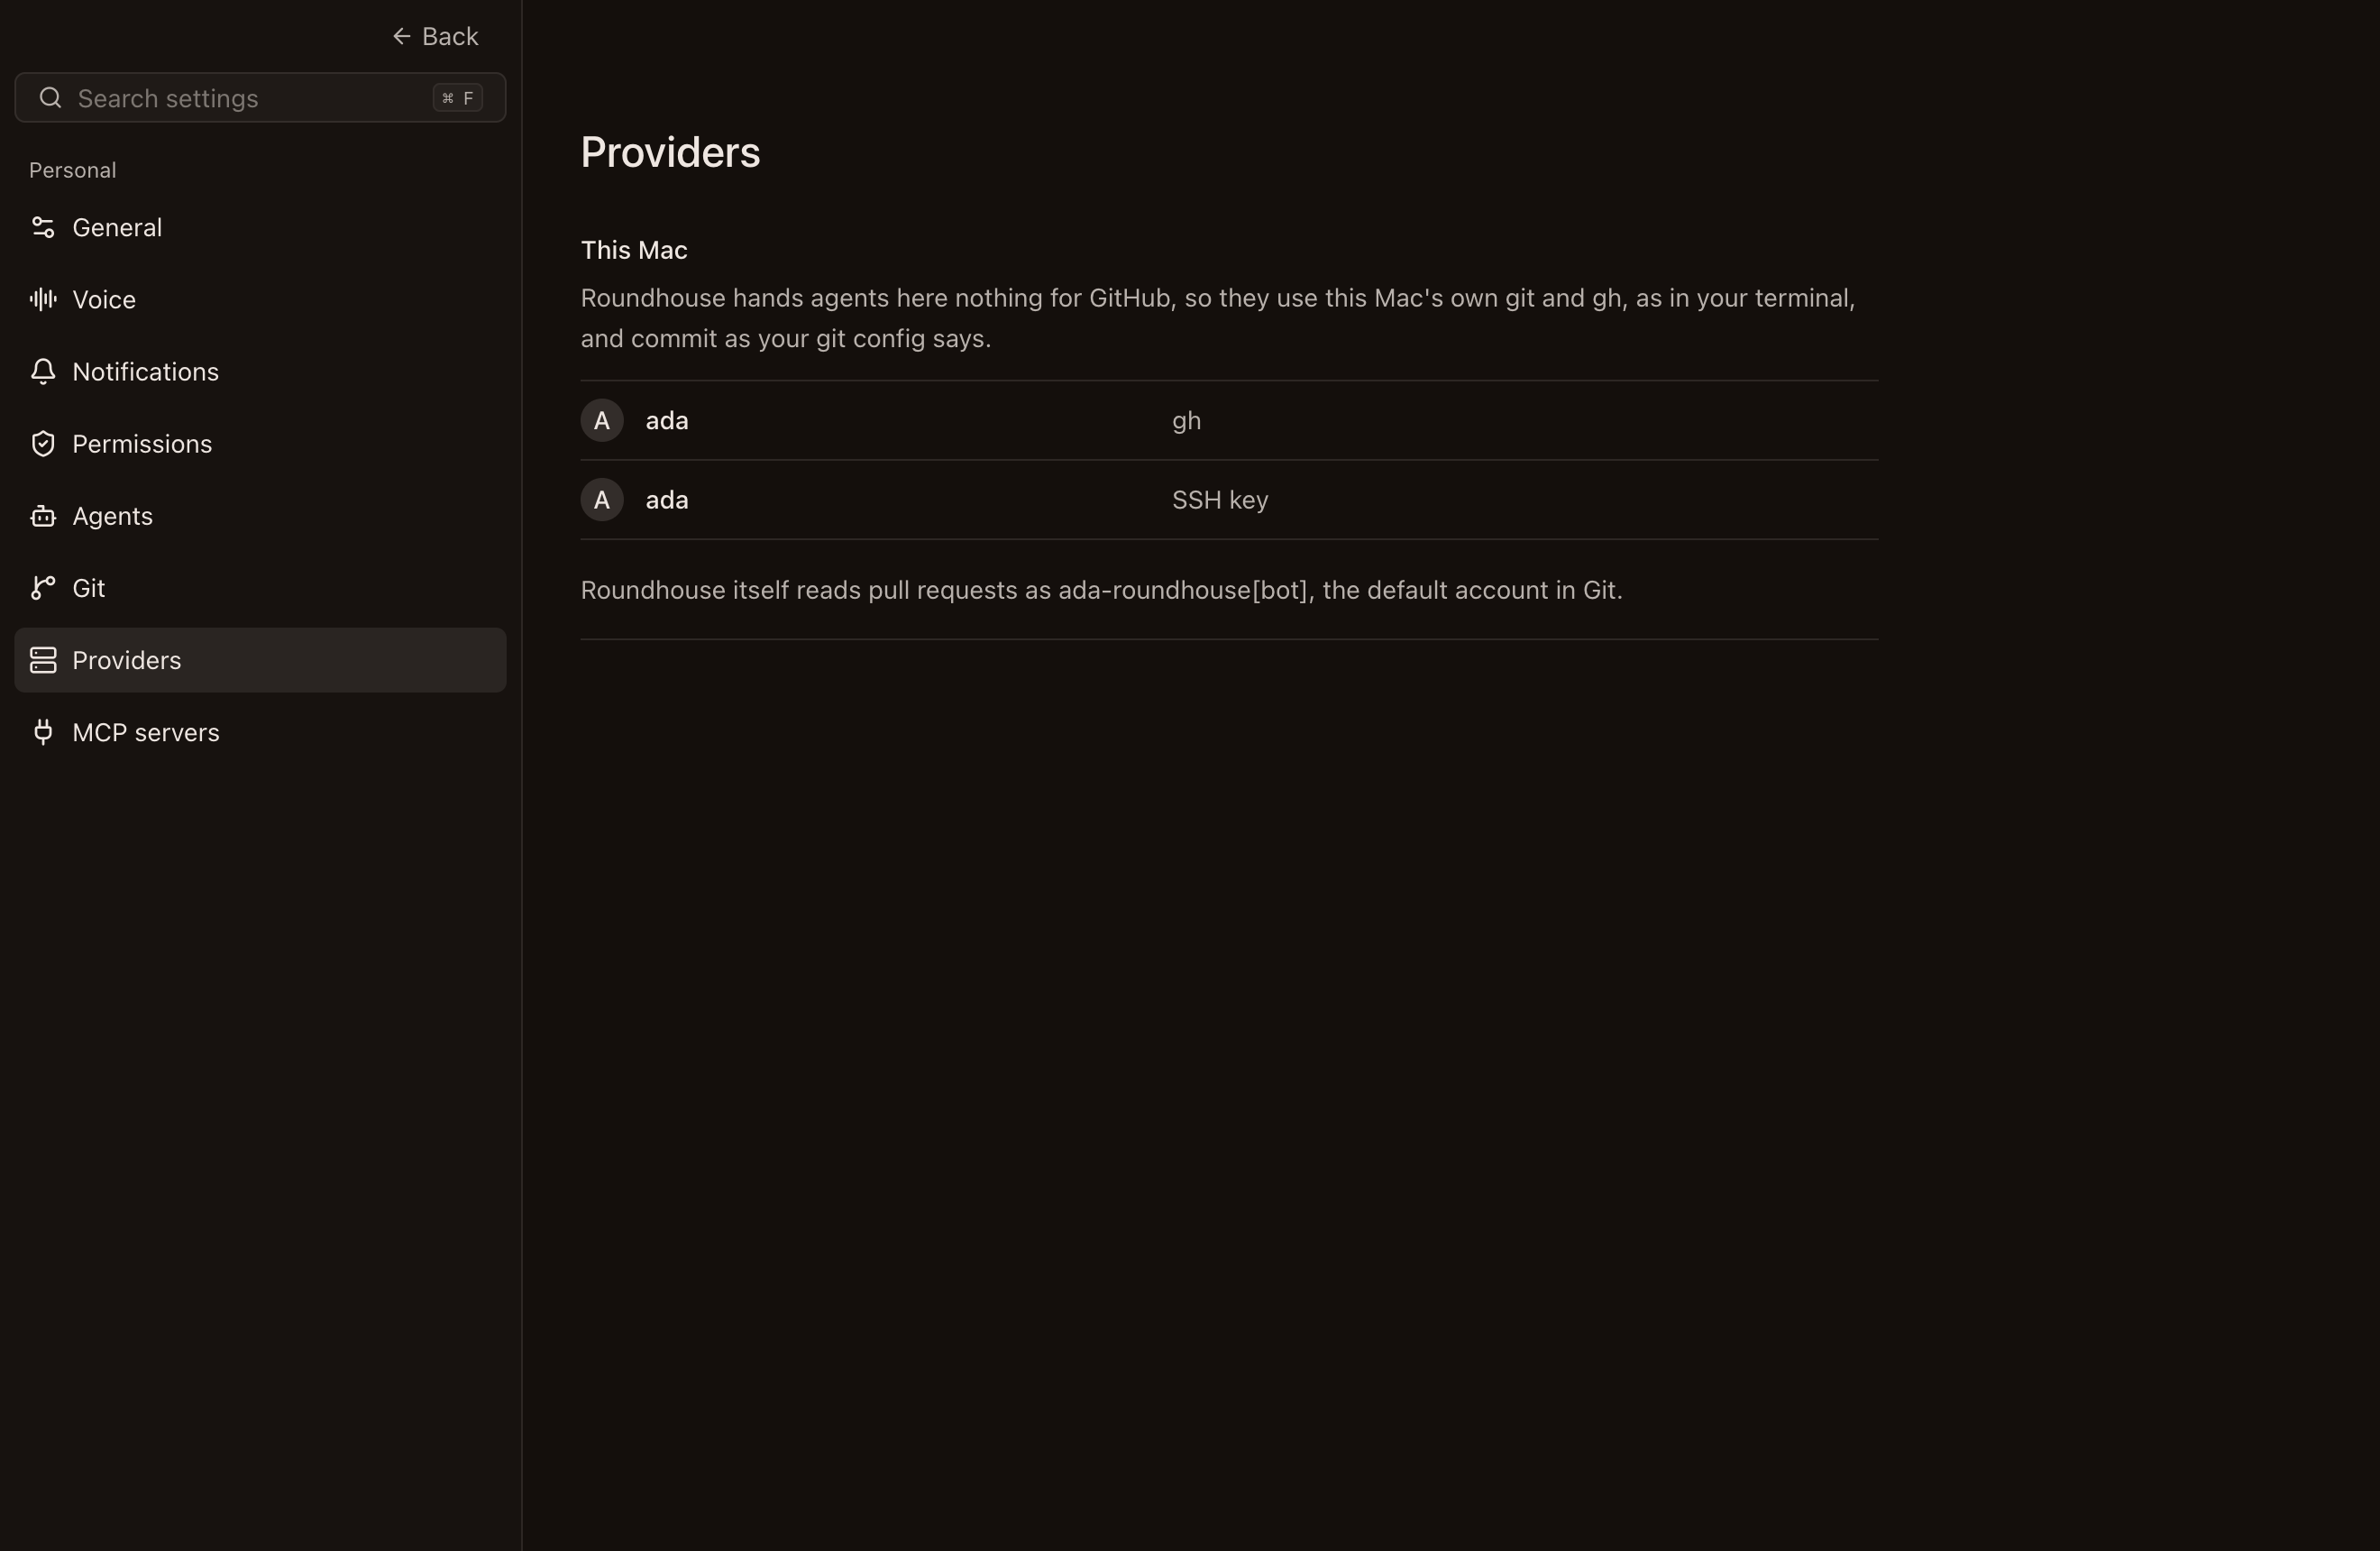 Back
Search settings
⌘ F
Personal
General
Voice
Notifications
Permissions
Agents
Git
Providers
MCP servers
Providers
This Mac
Roundhouse hands agents here nothing for GitHub, so they use this Mac's own git and gh, as in your terminal,
and commit as your git config says.
A ada gh
A ada SSH key
Roundhouse itself reads pull requests as ada-roundhouse[bot], the default account in Git.